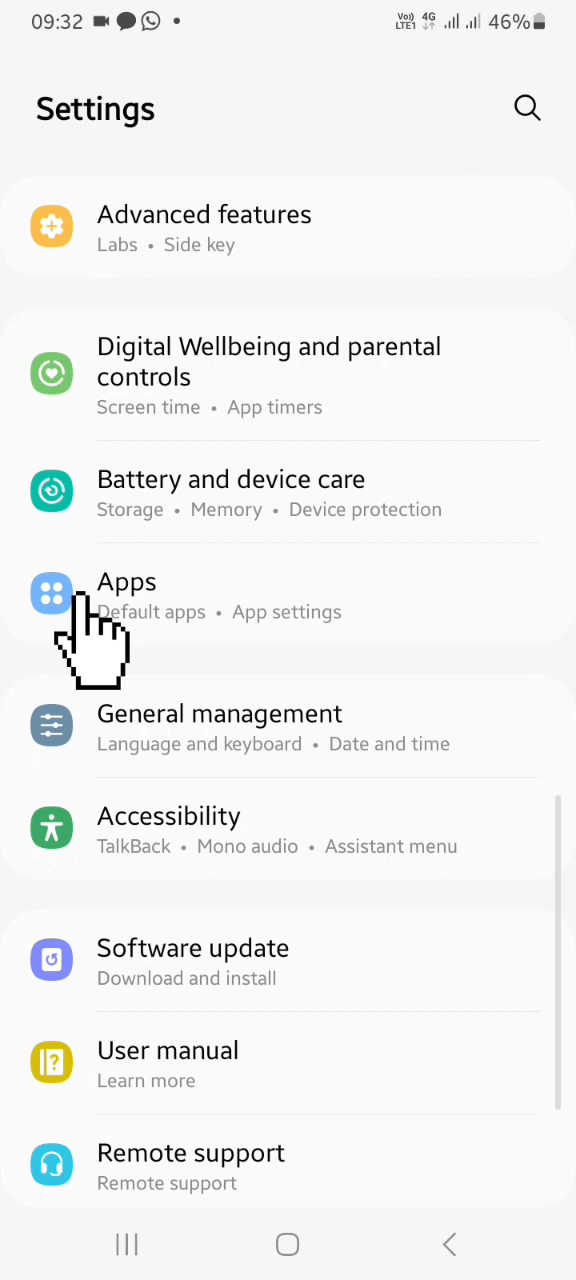 09:32
Vo) 4G 46%
LTE1
Settings
Advanced features
Labs • Side key
Digital Wellbeing and parental
controls
Screen time • App timers
Battery and device care
Storage • Memory • Device protection
Apps
Default apps • App settings
General management
Language and keyboard • Date and time
Accessibility
TalkBack • Mono audio • Assistant menu
Software update
Download and install
User manual
Learn more
Remote support
Remote support